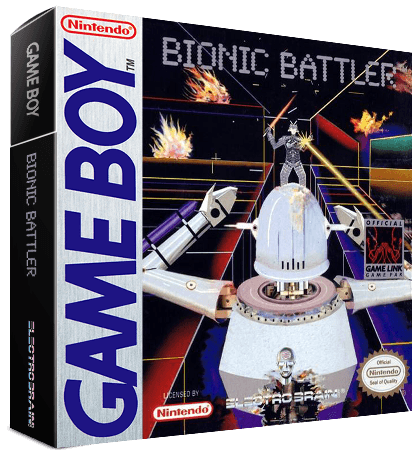 GAME BOY
BIONIC BATTLER
ELECTRO BRAIN
Nintendo
GAME BOY
TM
BIONIC BATTLER
TM
OFFICIAL
GAME LINK
GAME PAK
LICENSED BY
Nintendo
ELECTRO BRAIN
Official
Nintendo
Seal of Quality